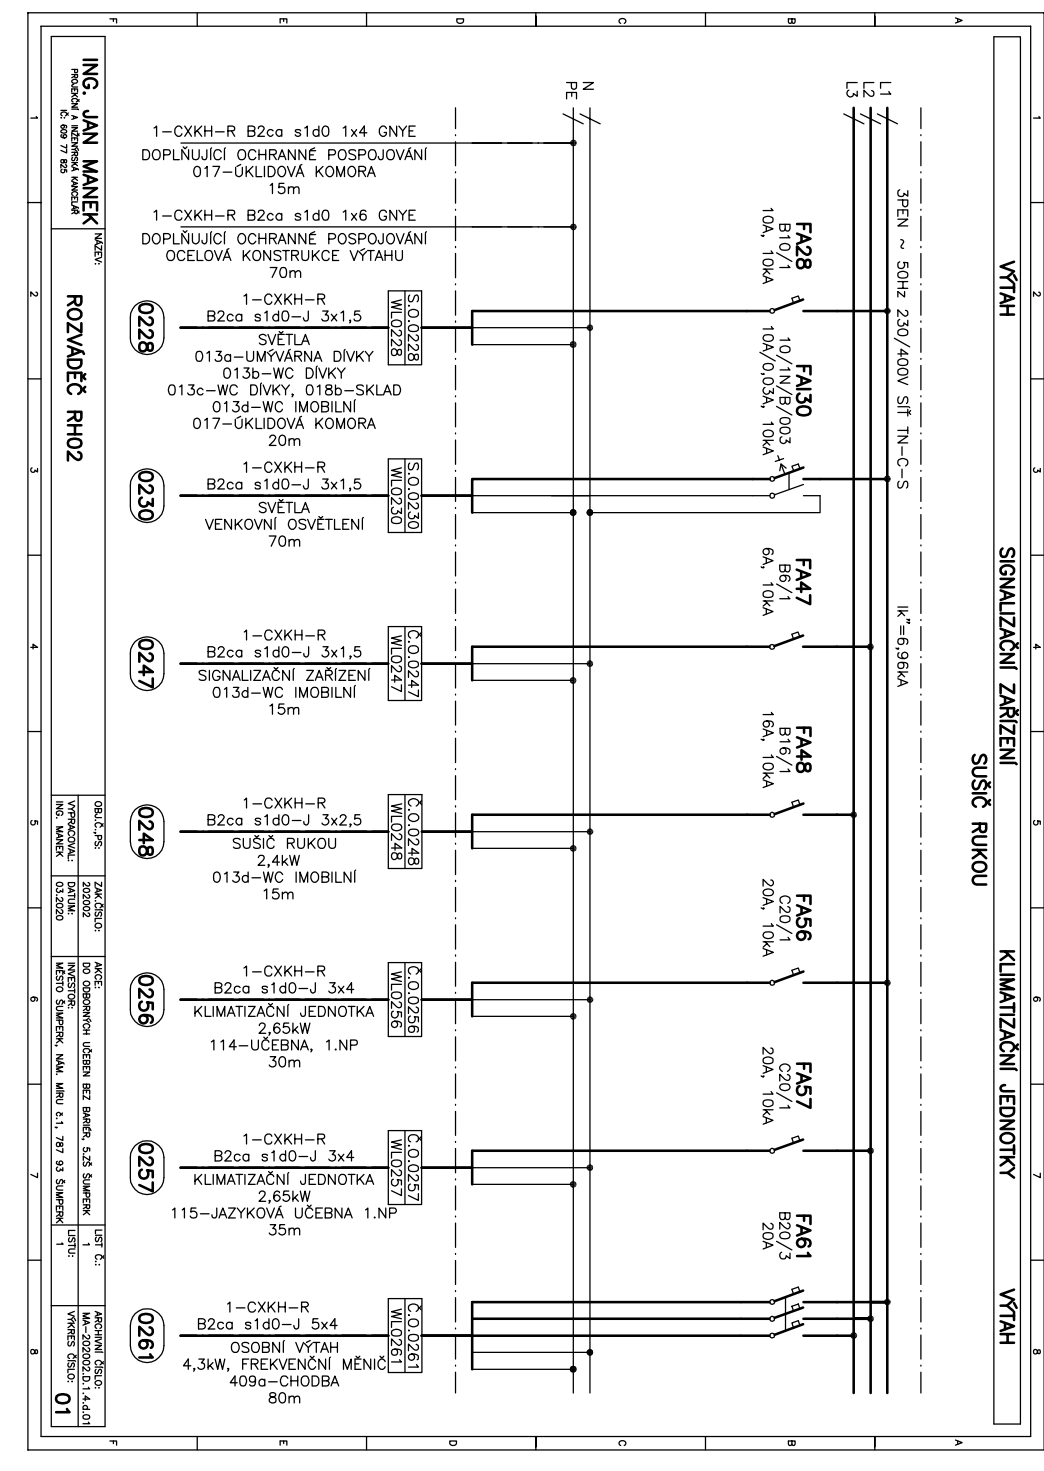 VÝTAH
SIGNALIZAČNÍ ZAŘÍZENÍ
SUŠIČ RUKOU
KLIMATIZAČNÍ JEDNOTKY
VÝTAH
3PEN ~ 50Hz 230/400V SÍŤ TN-C-S
Ik"=6,96kA
L1
L2
L3
N
PE
FA28
B10/1
10A, 10kA
FAI30
10/1N/B/003
10A/0,03A, 10kA
FA47
B6/1
6A, 10kA
FA48
B16/1
16A, 10kA
FA56
C20/1
20A, 10kA
FA57
C20/1
20A, 10kA
FA61
B20/3
20A
1-CXKH-R B2ca s1d0 1x4 GNYE
DOPLŇUJÍCÍ OCHRANNÉ POSPOJOVÁNÍ
017-ÚKLIDOVÁ KOMORA
15m
1-CXKH-R B2ca s1d0 1x6 GNYE
DOPLŇUJÍCÍ OCHRANNÉ POSPOJOVÁNÍ
OCELOVÁ KONSTRUKCE VÝTAHU
70m
S.O.0228
WL0228
1-CXKH-R
B2ca s1d0-J 3x1,5
SVĚTLA
013a-UMÝVÁRNA DÍVKY
013b-WC DÍVKY
013c-WC DÍVKY, 018b-SKLAD
013d-WC IMOBILNÍ
017-ÚKLIDOVÁ KOMORA
20m
0228
S.O.0230
WL0230
1-CXKH-R
B2ca s1d0-J 3x1,5
SVĚTLA
VENKOVNÍ OSVĚTLENÍ
70m
0230
Č.O.0247
WL0247
1-CXKH-R
B2ca s1d0-J 3x1,5
SIGNALIZAČNÍ ZAŘÍZENÍ
013d-WC IMOBILNÍ
15m
0247
Č.O.0248
WL0248
1-CXKH-R
B2ca s1d0-J 3x2,5
SUŠIČ RUKOU
2,4kW
013d-WC IMOBILNÍ
15m
0248
Č.O.0256
WL0256
1-CXKH-R
B2ca s1d0-J 3x4
KLIMATIZAČNÍ JEDNOTKA
2,65kW
114-UČEBNA, 1.NP
30m
0256
Č.O.0257
WL0257
1-CXKH-R
B2ca s1d0-J 3x4
KLIMATIZAČNÍ JEDNOTKA
2,65kW
115-JAZYKOVÁ UČEBNA 1.NP
35m
0257
Č.O.0261
WL0261
1-CXKH-R
B2ca s1d0-J 5x4
OSOBNÍ VÝTAH
4,3kW, FREKVENČNÍ MĚNIČ
409a-CHODBA
80m
0261
ING. JAN MANEK
PROJEKČNÍ A INŽENÝRSKÁ KANCELÁŘ
IČ: 609 77 825
NÁZEV:
ROZVÁDĚČ RH02
OBJ.Č.,PS:
VYPRACOVAL:
ING. MANEK
ZAK.ČÍSLO:
202002
DATUM:
03.2020
AKCE:
DO ODBORNÝCH UČEBEN BEZ BARIÉR, 5.ZŠ ŠUMPERK
INVESTOR:
MĚSTO ŠUMPERK, NÁM. MÍRU č.1, 787 93 ŠUMPERK
LIST Č.:
1
LISTU:
1
ARCHIVNÍ ČÍSLO:
MA-202002.D.1.4.d.01
VÝKRES ČÍSLO:
01
1 2 3 4 5 6 7 8
1 2 3 4 5 6 7 8
A B C D E F
A B C D E F